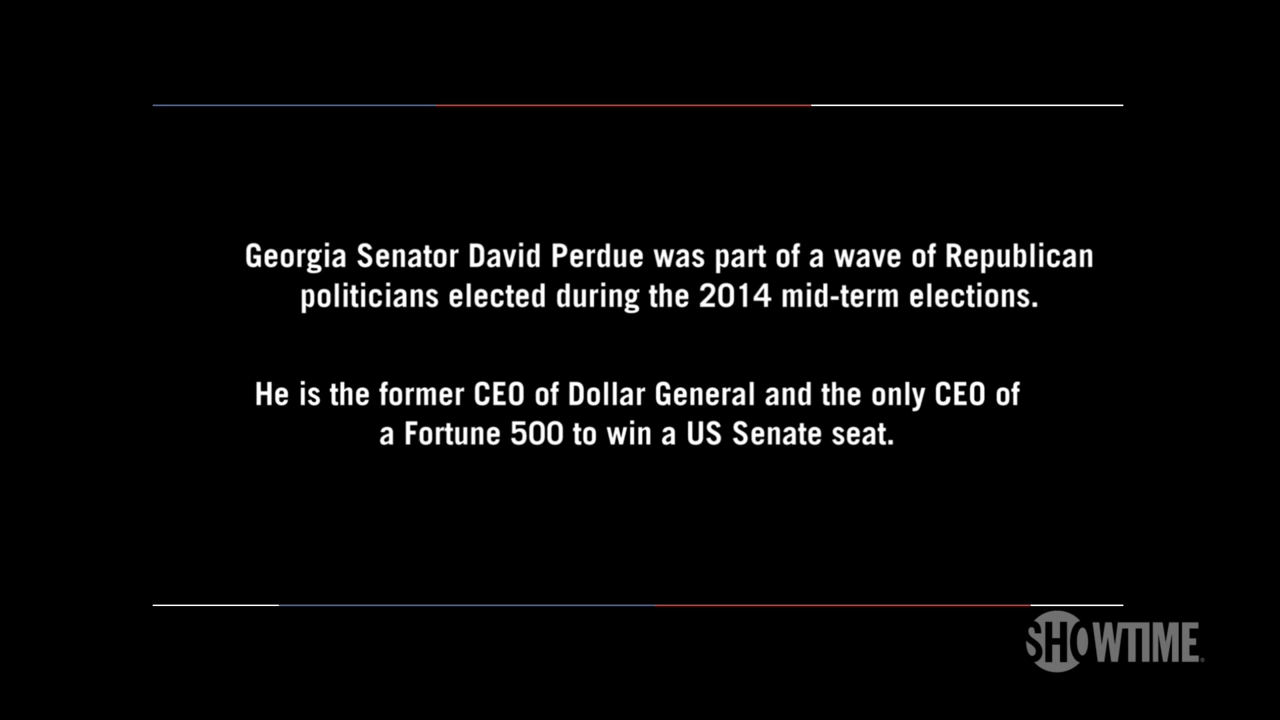 Georgia Senator David Perdue was part of a wave of Republican
politicians elected during the 2014 mid-term elections.
He is the former CEO of Dollar General and the only CEO of
a Fortune 500 to win a US Senate seat.
SHOWTIME